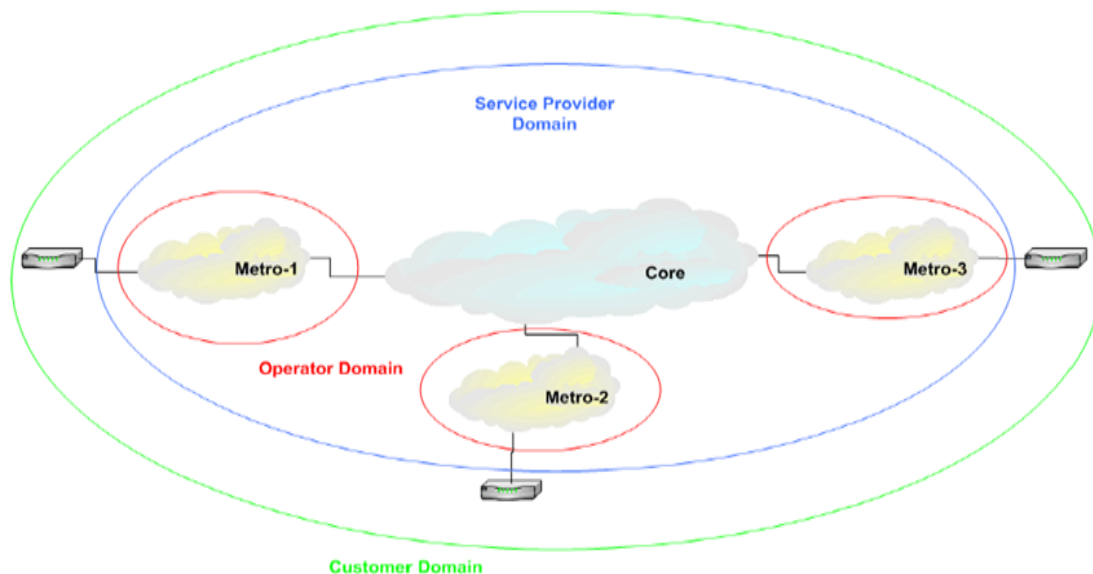 Service Provider
Domain
Metro-1
Core
Metro-3
Operator Domain
Metro-2
Customer Domain